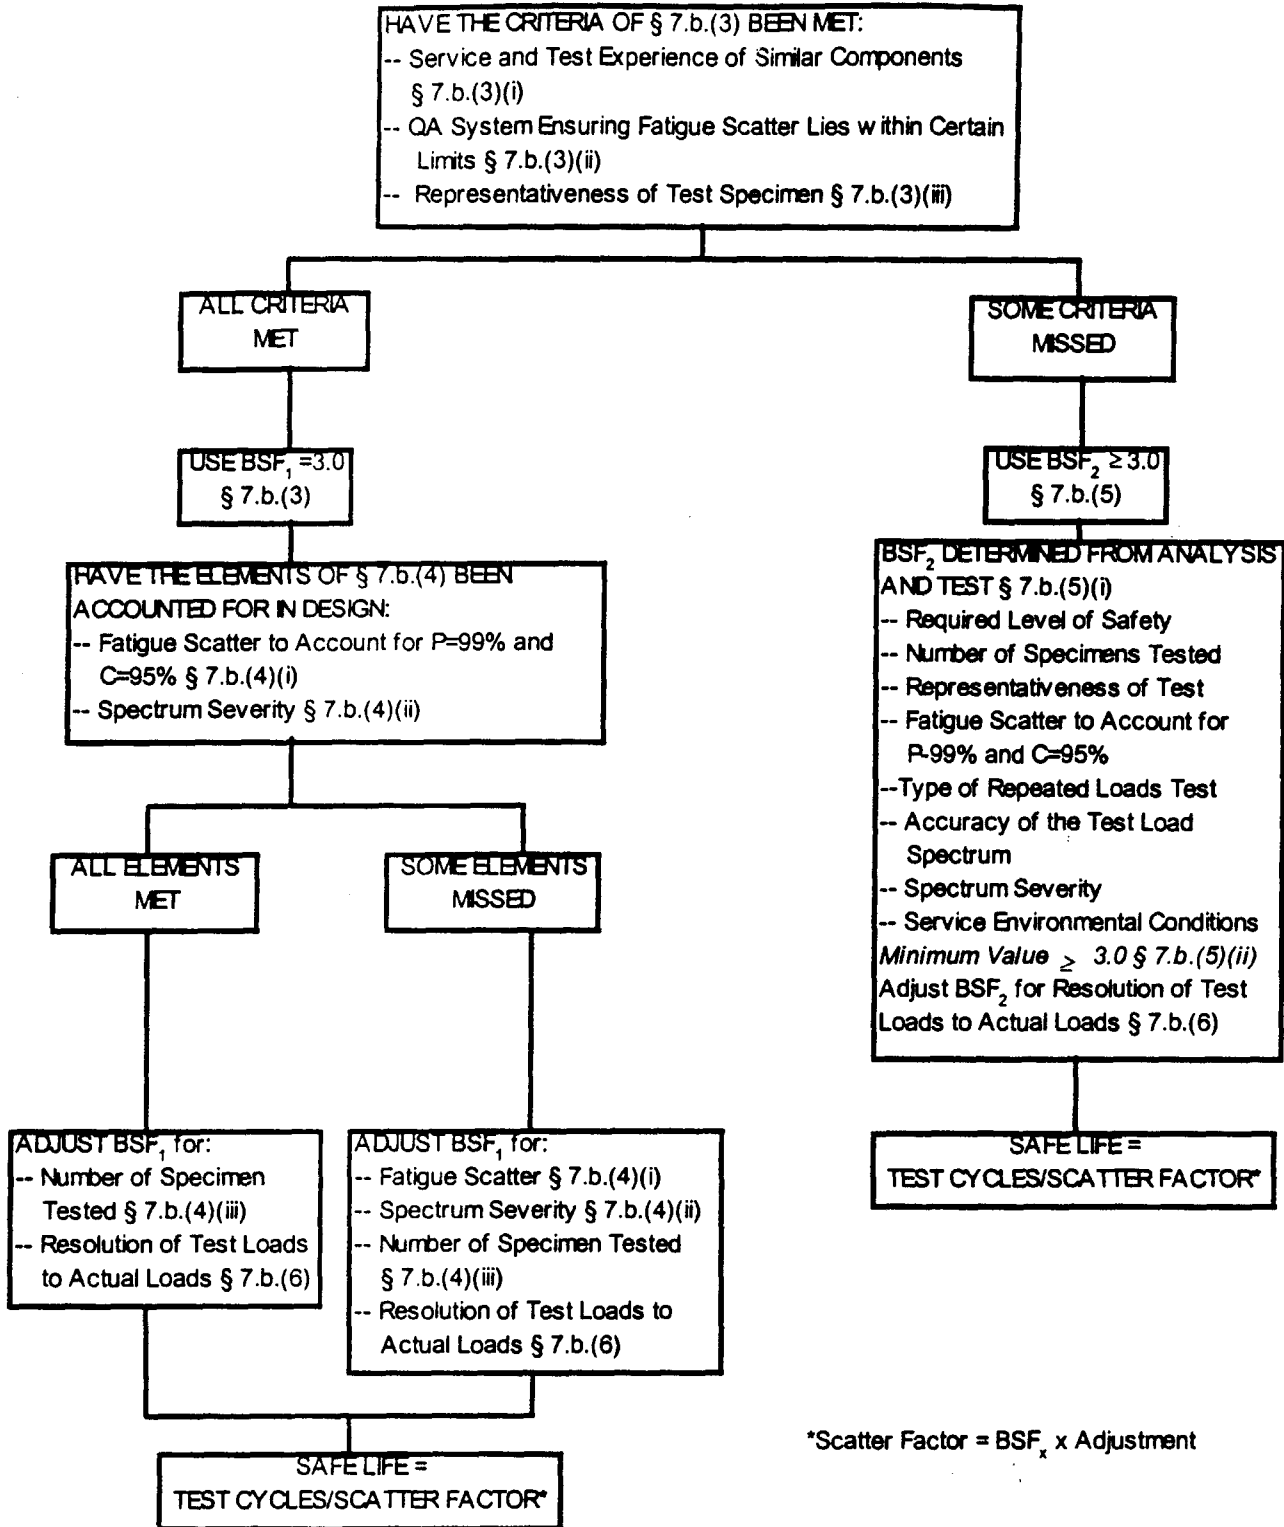 HAVE THE CRITERIA OF § 7.b.(3) BEEN MET:
-- Service and Test Experience of Similar Components
§ 7.b.(3)(i)
-- QA System Ensuring Fatigue Scatter Lies within Certain
Limits § 7.b.(3)(ii)
-- Representativeness of Test Specimen § 7.b.(3)(iii)
ALL CRITERIA
MET
SOME CRITERIA
MISSED
USE BSF₁ =3.0
§ 7.b.(3)
USE BSF₂ ≥ 3.0
§ 7.b.(5)
HAVE THE ELEMENTS OF § 7.b.(4) BEEN
ACCOUNTED FOR IN DESIGN:
-- Fatigue Scatter to Account for P=99% and
C=95% § 7.b.(4)(i)
-- Spectrum Severity § 7.b.(4)(ii)
BSF₂ DETERMINED FROM ANALYSIS
AND TEST § 7.b.(5)(i)
-- Required Level of Safety
-- Number of Specimens Tested
-- Representativeness of Test
-- Fatigue Scatter to Account for
P-99% and C=95%
--Type of Repeated Loads Test
-- Accuracy of the Test Load
Spectrum
-- Spectrum Severity
-- Service Environmental Conditions
Minimum Value ≥ 3.0 § 7.b.(5)(ii)
Adjust BSF₂ for Resolution of Test
Loads to Actual Loads § 7.b.(6)
ALL ELEMENTS
MET
SOME ELEMENTS
MISSED
ADJUST BSF₁ for:
-- Number of Specimen
Tested § 7.b.(4)(iii)
-- Resolution of Test Loads
to Actual Loads § 7.b.(6)
ADJUST BSF₁ for:
-- Fatigue Scatter § 7.b.(4)(i)
-- Spectrum Severity § 7.b.(4)(ii)
-- Number of Specimen Tested
§ 7.b.(4)(iii)
-- Resolution of Test Loads to
Actual Loads § 7.b.(6)
SAFE LIFE =
TEST CYCLES/SCATTER FACTOR*
SAFE LIFE =
TEST CYCLES/SCATTER FACTOR*
*Scatter Factor = BSFₓ x Adjustment